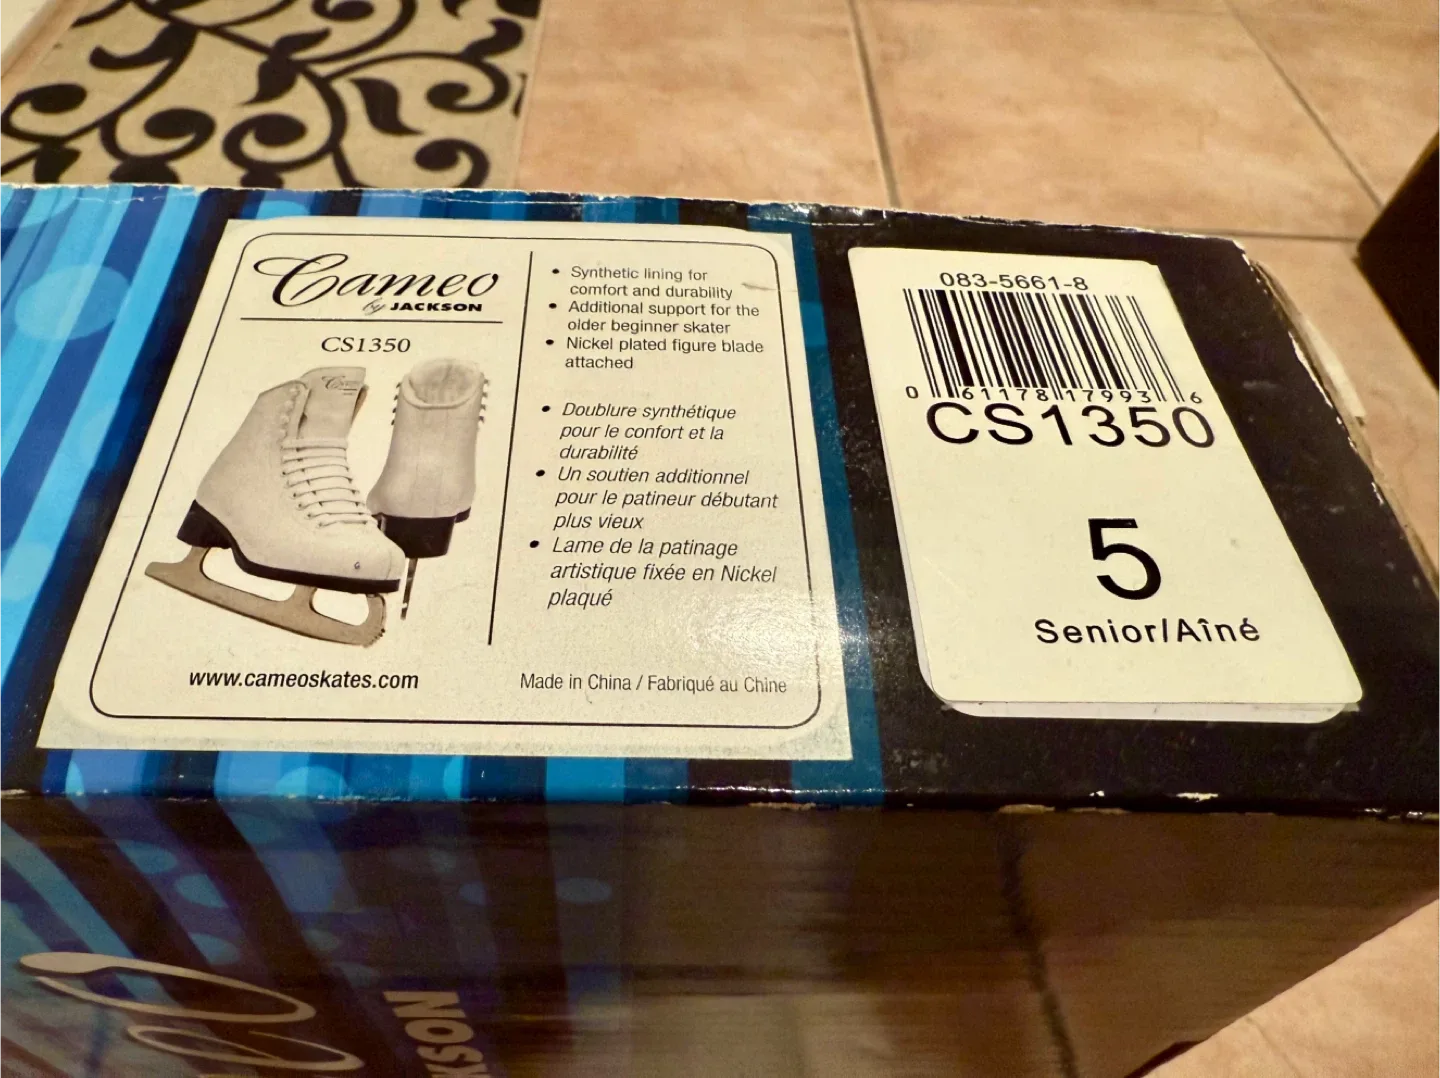 Cameo
by JACKSON
CS1350
• Synthetic lining for
comfort and durability
• Additional support for the
older beginner skater
• Nickel plated figure blade
attached
• Doublure synthétique
pour le confort et la
durabilité
• Un soutien additionnel
pour le patineur débutant
plus vieux
• Lame de la patinage
artistique fixée en Nickel
plaqué
www.cameoskates.com
Made in China / Fabriqué au Chine
083-5661-8
0 61178 17993 6
CS1350
5
Senior/Aîné
KSON